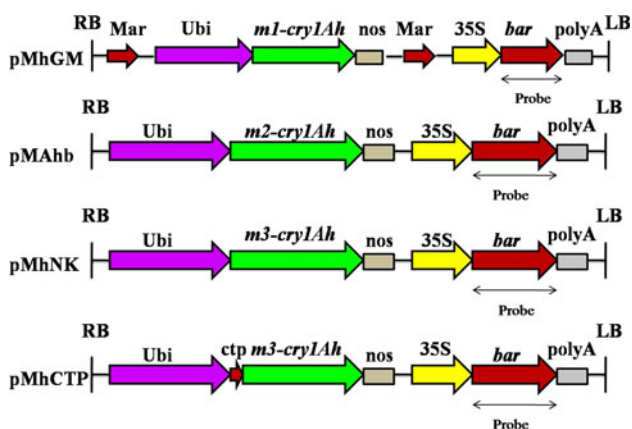 RB Mar Ubi m1-cry1Ah nos Mar 35S bar polyA LB
pMhGM
Probe
RB LB
Ubi m2-cry1Ah nos 35S bar polyA
pMAhb
Probe
RB LB
Ubi m3-cry1Ah nos 35S bar polyA
pMhNK
Probe
RB LB
Ubi ctp m3-cry1Ah nos 35S bar polyA
pMhCTP
Probe